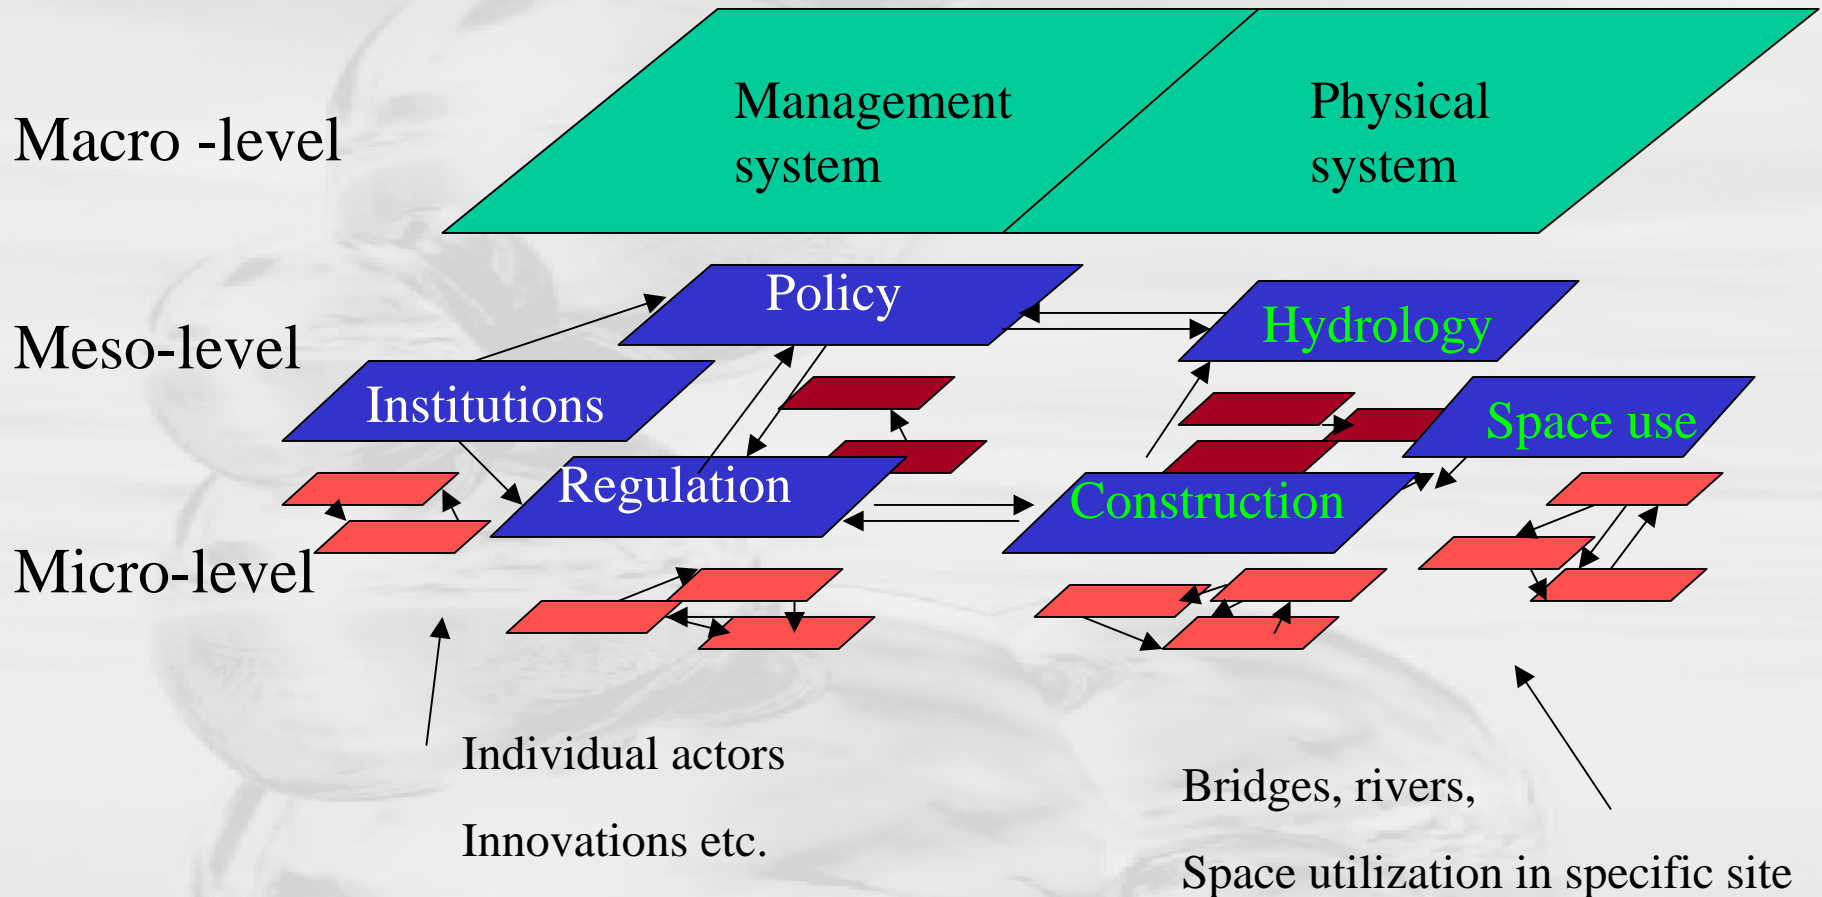 Macro -level
Management
system
Physical
system
Meso-level
Policy
Hydrology
Institutions
Space use
Regulation
Construction
Micro-level
Individual actors
Innovations etc.
Bridges, rivers,
Space utilization in specific site